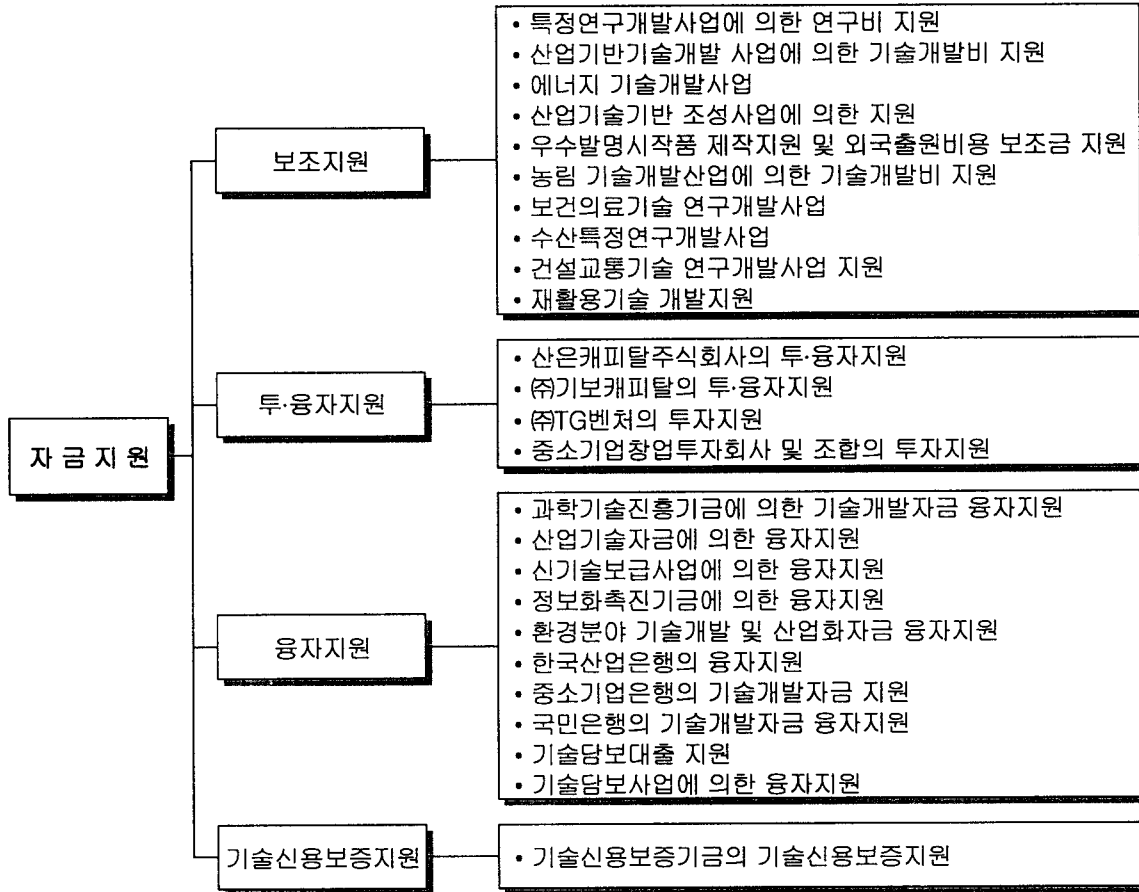 자금지원
보조지원
• 특정연구개발사업에 의한 연구비 지원
• 산업기반기술개발 사업에 의한 기술개발비 지원
• 에너지 기술개발사업
• 산업기술기반 조성사업에 의한 지원
• 우수발명시작품 제작지원 및 외국출원비용 보조금 지원
• 농림 기술개발산업에 의한 기술개발비 지원
• 보건의료기술 연구개발사업
• 수산특정연구개발사업
• 건설교통기술 연구개발사업 지원
• 재활용기술 개발지원
투·융자지원
• 산은캐피탈주식회사의 투·융자지원
• ㈜기보캐피탈의 투·융자지원
• ㈜TG벤처의 투자지원
• 중소기업창업투자회사 및 조합의 투자지원
융자지원
• 과학기술진흥기금에 의한 기술개발자금 융자지원
• 산업기술자금에 의한 융자지원
• 신기술보급사업에 의한 융자지원
• 정보화촉진기금에 의한 융자지원
• 환경분야 기술개발 및 산업화자금 융자지원
• 한국산업은행의 융자지원
• 중소기업은행의 기술개발자금 지원
• 국민은행의 기술개발자금 융자지원
• 기술담보대출 지원
• 기술담보사업에 의한 융자지원
기술신용보증지원
• 기술신용보증기금의 기술신용보증지원